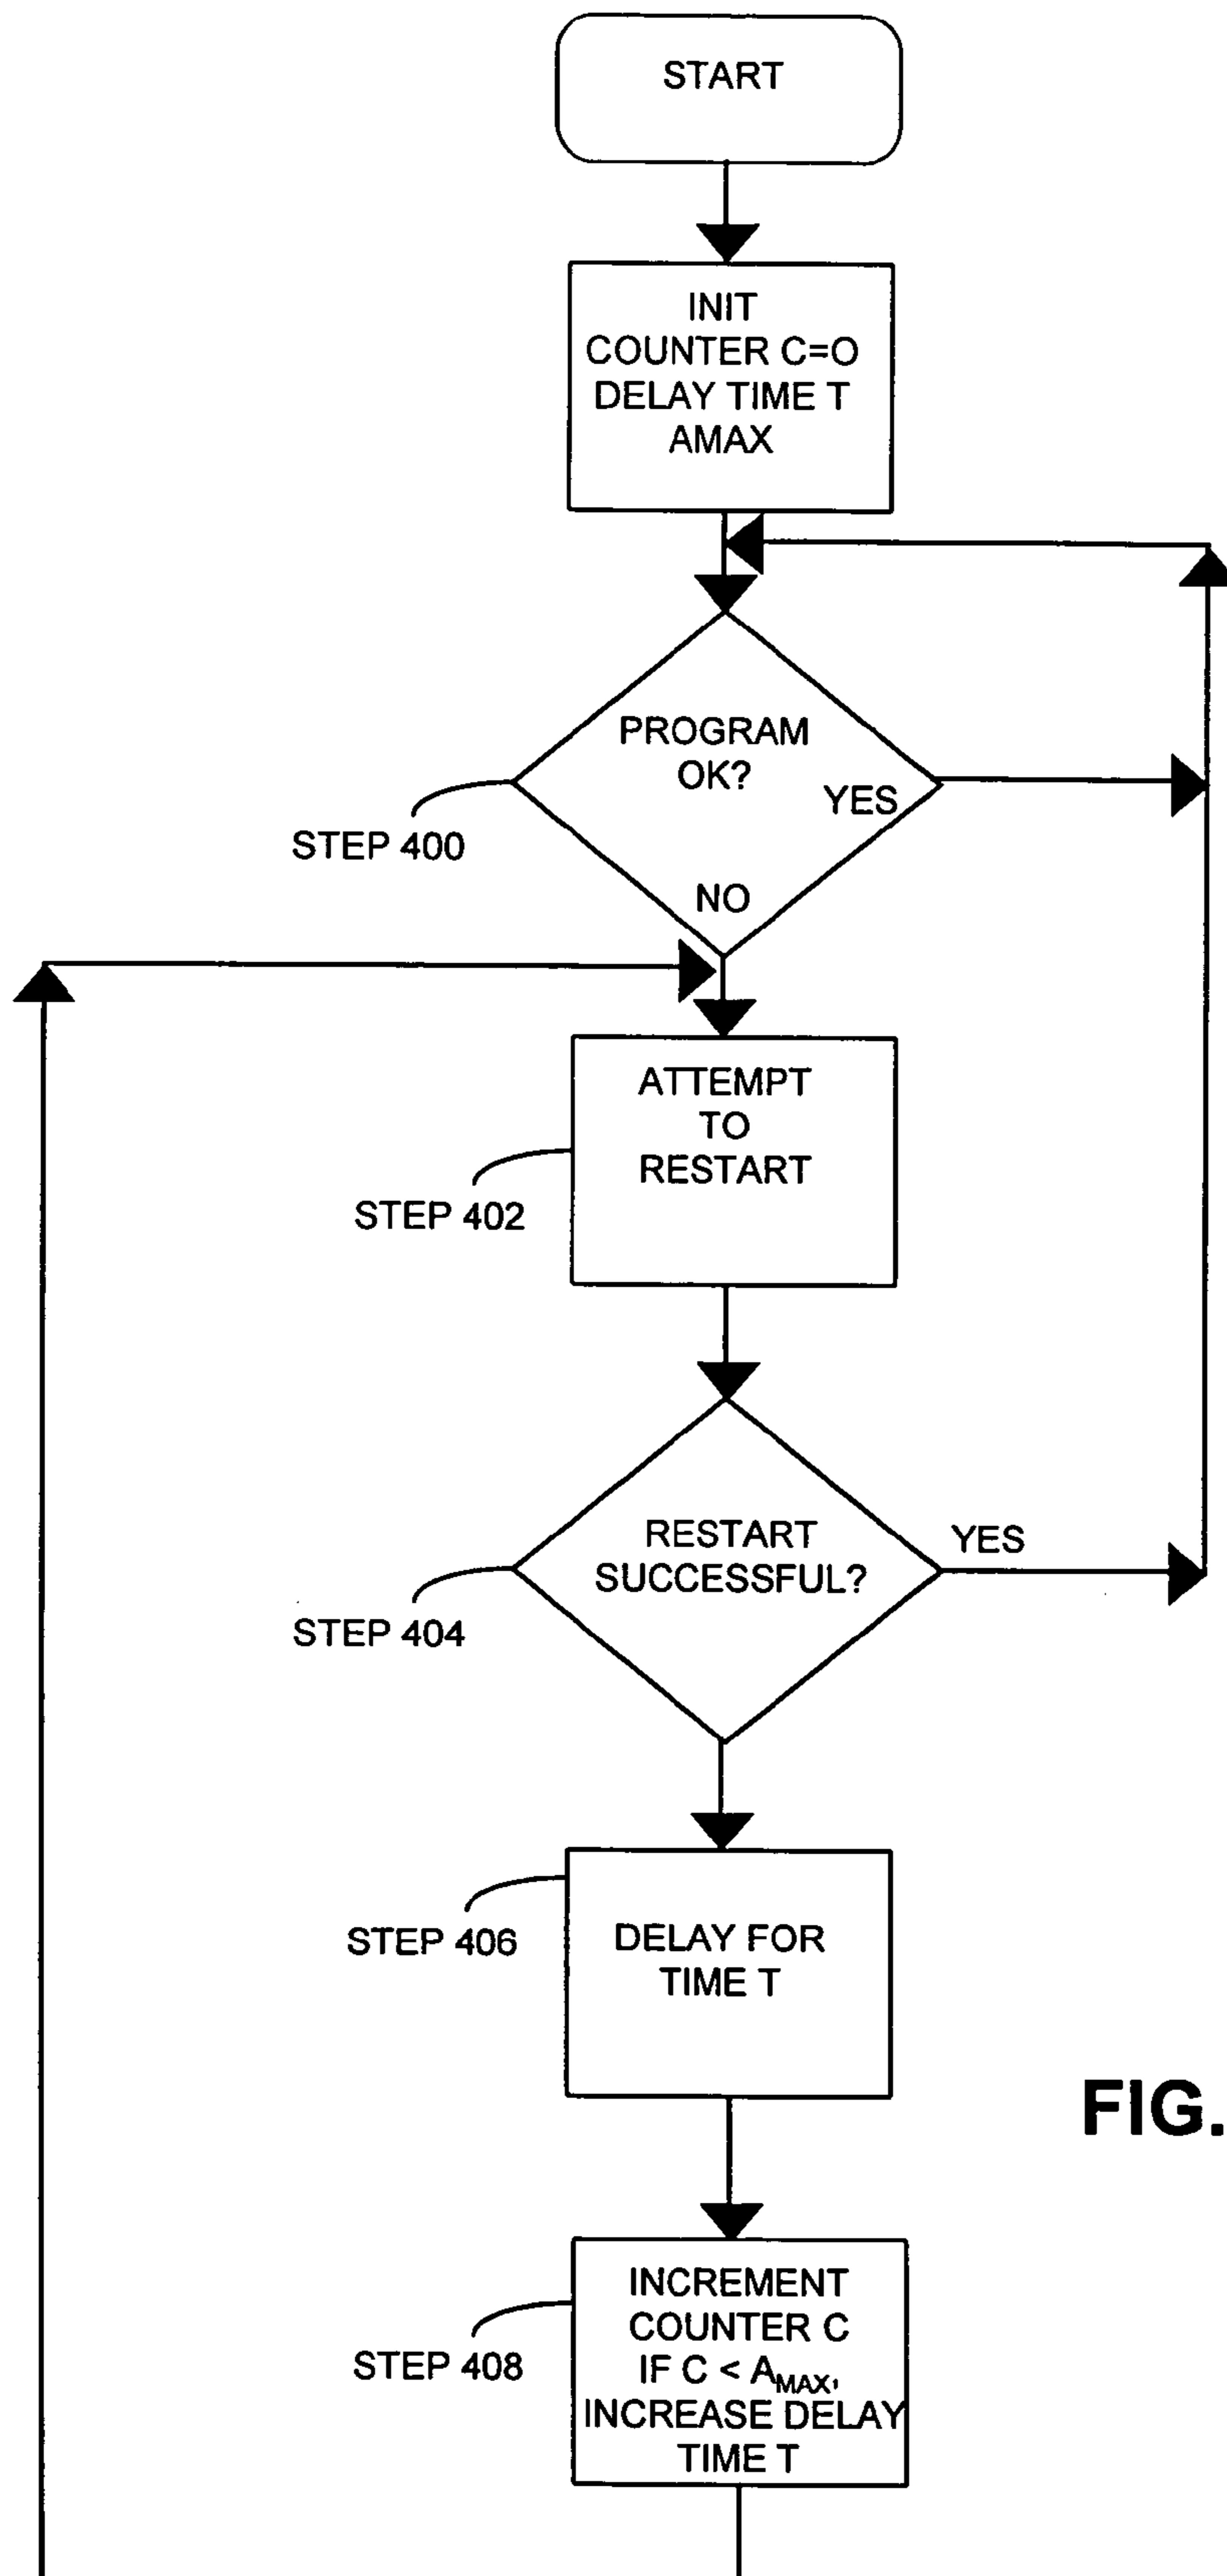 START
INIT
COUNTER C=O
DELAY TIME T
AMAX
PROGRAM
OK?
YES
STEP 400
NO
ATTEMPT
TO
RESTART
STEP 402
RESTART
SUCCESSFUL?
YES
STEP 404
DELAY FOR
TIME T
STEP 406
FIG.
INCREMENT
COUNTER C
IF C < AMAX,
INCREASE DELAY
TIME T
STEP 408